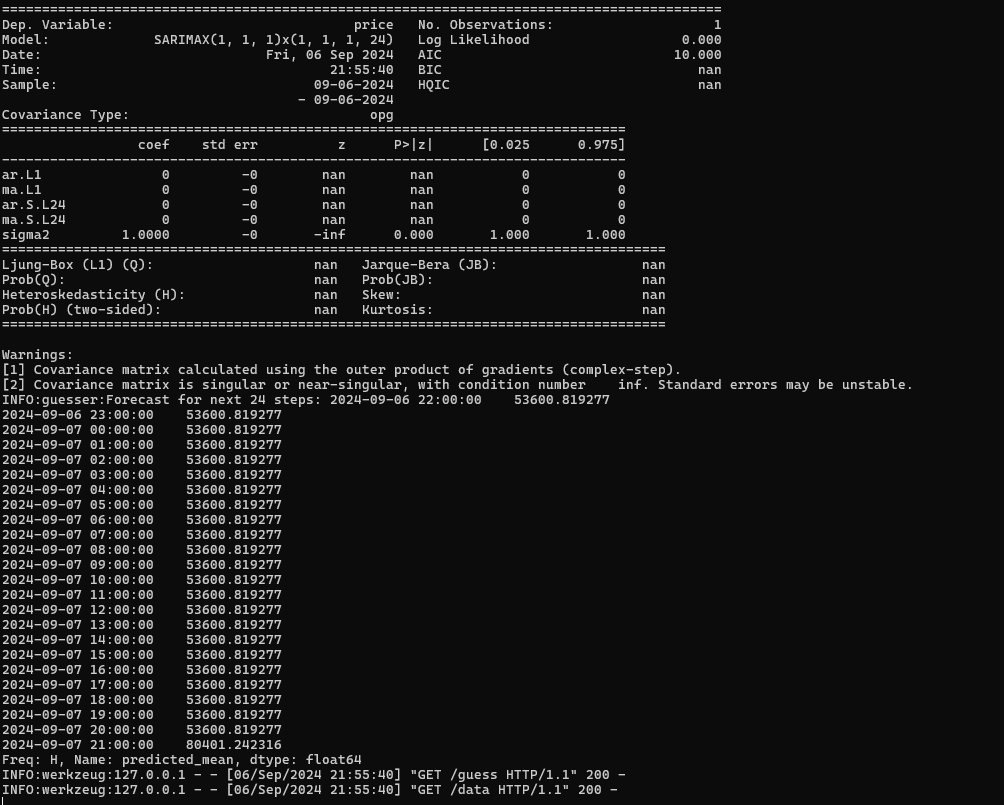 ==========================================================================================
Dep. Variable:                              price   No. Observations:                    1
Model:             SARIMAX(1, 1, 1)x(1, 1, 1, 24)   Log Likelihood                   0.000
Date:                            Fri, 06 Sep 2024   AIC                             10.000
Time:                                    21:55:40   BIC                                nan
Sample:                                09-06-2024   HQIC                               nan
                                     - 09-06-2024
Covariance Type:                              opg
==============================================================================
                 coef    std err          z      P>|z|      [0.025      0.975]
------------------------------------------------------------------------------
ar.L1               0         -0        nan        nan           0           0
ma.L1               0         -0        nan        nan           0           0
ar.S.L24            0         -0        nan        nan           0           0
ma.S.L24            0         -0        nan        nan           0           0
sigma2         1.0000         -0       -inf      0.000       1.000       1.000
===================================================================================
Ljung-Box (L1) (Q):                    nan   Jarque-Bera (JB):                  nan
Prob(Q):                               nan   Prob(JB):                          nan
Heteroskedasticity (H):                nan   Skew:                              nan
Prob(H) (two-sided):                   nan   Kurtosis:                          nan
===================================================================================
Warnings:
[1] Covariance matrix calculated using the outer product of gradients (complex-step).
[2] Covariance matrix is singular or near-singular, with condition number    inf. Standard errors may be unstable.
INFO:guesser:Forecast for next 24 steps: 2024-09-06 22:00:00    53600.819277
2024-09-06 23:00:00    53600.819277
2024-09-07 00:00:00    53600.819277
2024-09-07 01:00:00    53600.819277
2024-09-07 02:00:00    53600.819277
2024-09-07 03:00:00    53600.819277
2024-09-07 04:00:00    53600.819277
2024-09-07 05:00:00    53600.819277
2024-09-07 06:00:00    53600.819277
2024-09-07 07:00:00    53600.819277
2024-09-07 08:00:00    53600.819277
2024-09-07 09:00:00    53600.819277
2024-09-07 10:00:00    53600.819277
2024-09-07 11:00:00    53600.819277
2024-09-07 12:00:00    53600.819277
2024-09-07 13:00:00    53600.819277
2024-09-07 14:00:00    53600.819277
2024-09-07 15:00:00    53600.819277
2024-09-07 16:00:00    53600.819277
2024-09-07 17:00:00    53600.819277
2024-09-07 18:00:00    53600.819277
2024-09-07 19:00:00    53600.819277
2024-09-07 20:00:00    53600.819277
2024-09-07 21:00:00    80401.242316
Freq: H, Name: predicted_mean, dtype: float64
INFO:werkzeug:127.0.0.1 - - [06/Sep/2024 21:55:40] "GET /guess HTTP/1.1" 200 -
INFO:werkzeug:127.0.0.1 - - [06/Sep/2024 21:55:40] "GET /data HTTP/1.1" 200 -